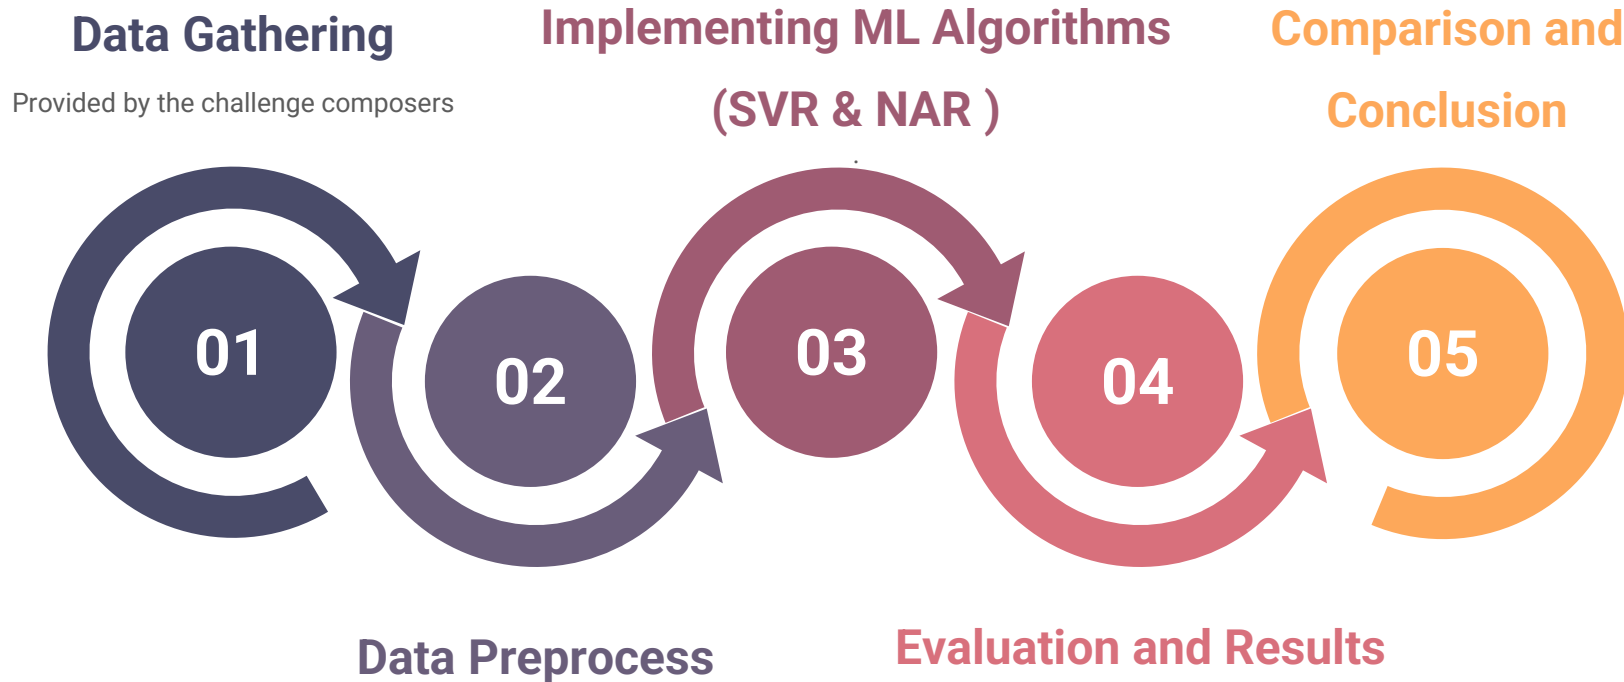 Data Gathering
Provided by the challenge composers
Implementing ML Algorithms
(SVR & NAR )
.
Comparison and
Conclusion
01
02
03
04
05
Data Preprocess
Evaluation and Results